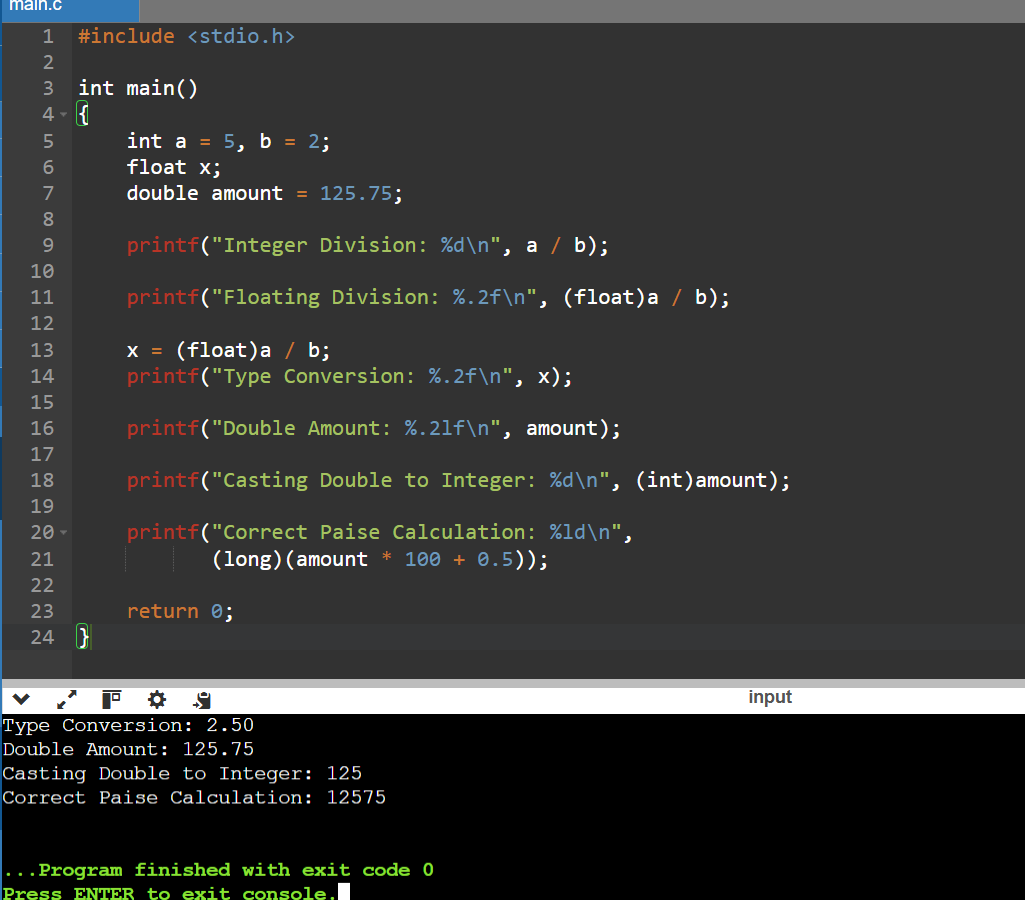 main.c
1 #include <stdio.h>
2
3 int main()
4 {
5     int a = 5, b = 2;
6     float x;
7     double amount = 125.75;
8
9     printf("Integer Division: %d\n", a / b);
10
11     printf("Floating Division: %.2f\n", (float)a / b);
12
13     x = (float)a / b;
14     printf("Type Conversion: %.2f\n", x);
15
16     printf("Double Amount: %.2lf\n", amount);
17
18     printf("Casting Double to Integer: %d\n", (int)amount);
19
20     printf("Correct Paise Calculation: %ld\n",
21            (long)(amount * 100 + 0.5));
22
23     return 0;
24 }
input
Type Conversion: 2.50
Double Amount: 125.75
Casting Double to Integer: 125
Correct Paise Calculation: 12575
...Program finished with exit code 0
Press ENTER to exit console.